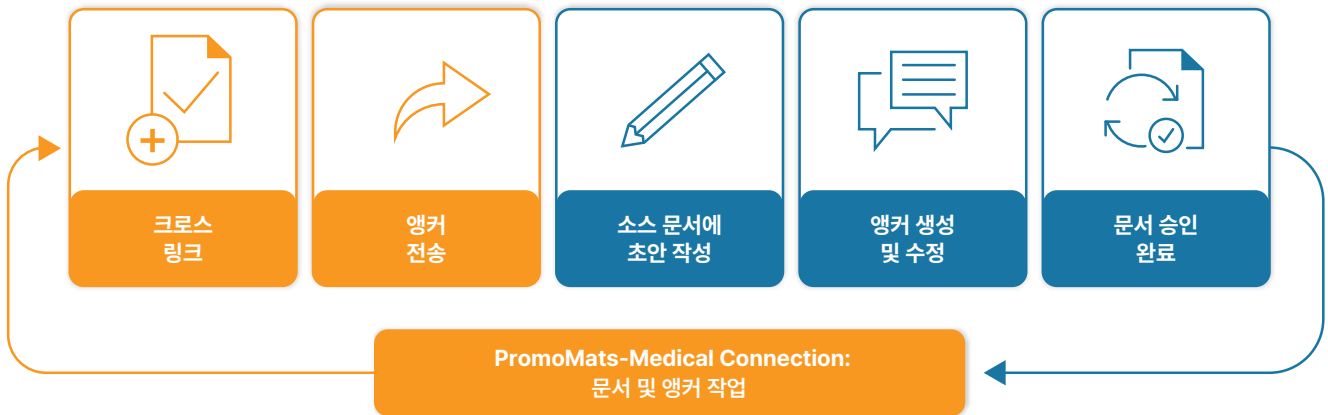 크로스
링크
앵커
전송
소스 문서에
초안 작성
앵커 생성
및 수정
문서 승인
완료
PromoMats-Medical Connection:
문서 및 앵커 작업